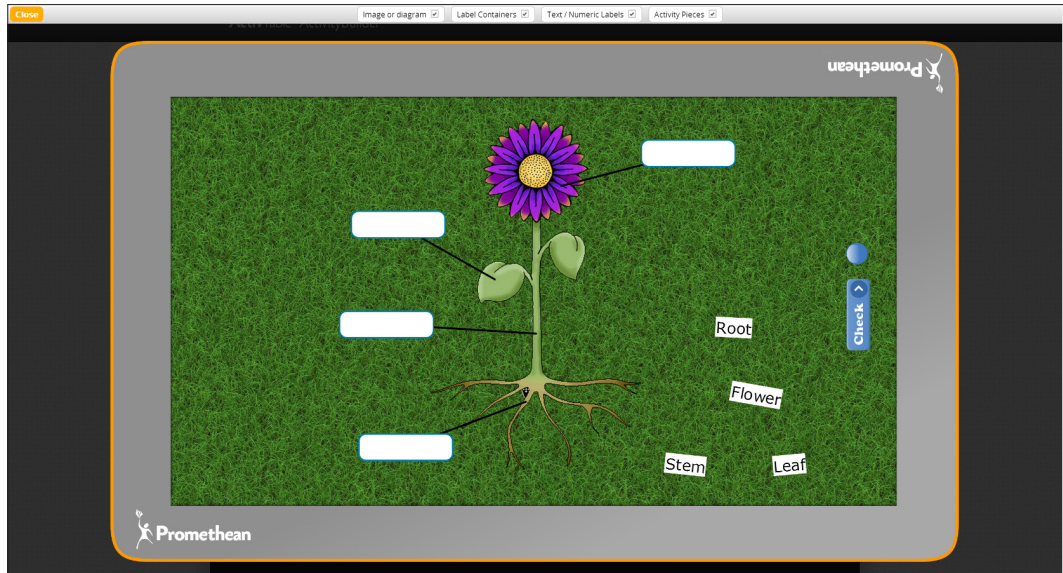 Close
Image or diagram
Label Containers
Text / Numeric Labels
Activity Pieces
Promethean
Root
Check
Flower
Stem
Leaf
Promethean